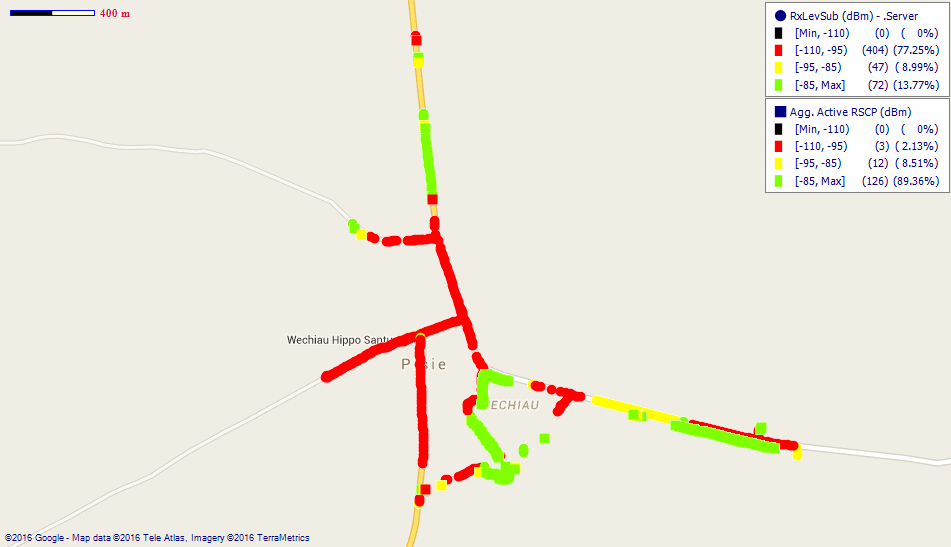 400 m
RxLevSub (dBm) - .Server
[Min, -110) (0) ( 0%)
[-110, -95) (404) (77.25%)
[-95, -85) (47) ( 8.99%)
[-85, Max] (72) (13.77%)
Agg. Active RSCP (dBm)
[Min, -110) (0) ( 0%)
[-110, -95) (3) ( 2.13%)
[-95, -85) (12) ( 8.51%)
[-85, Max] (126) (89.36%)
Wechiau Hippo
ECHIAU
©2016 Google - Map data ©2016 Tele Atlas, Imagery ©2016 TerraMetrics